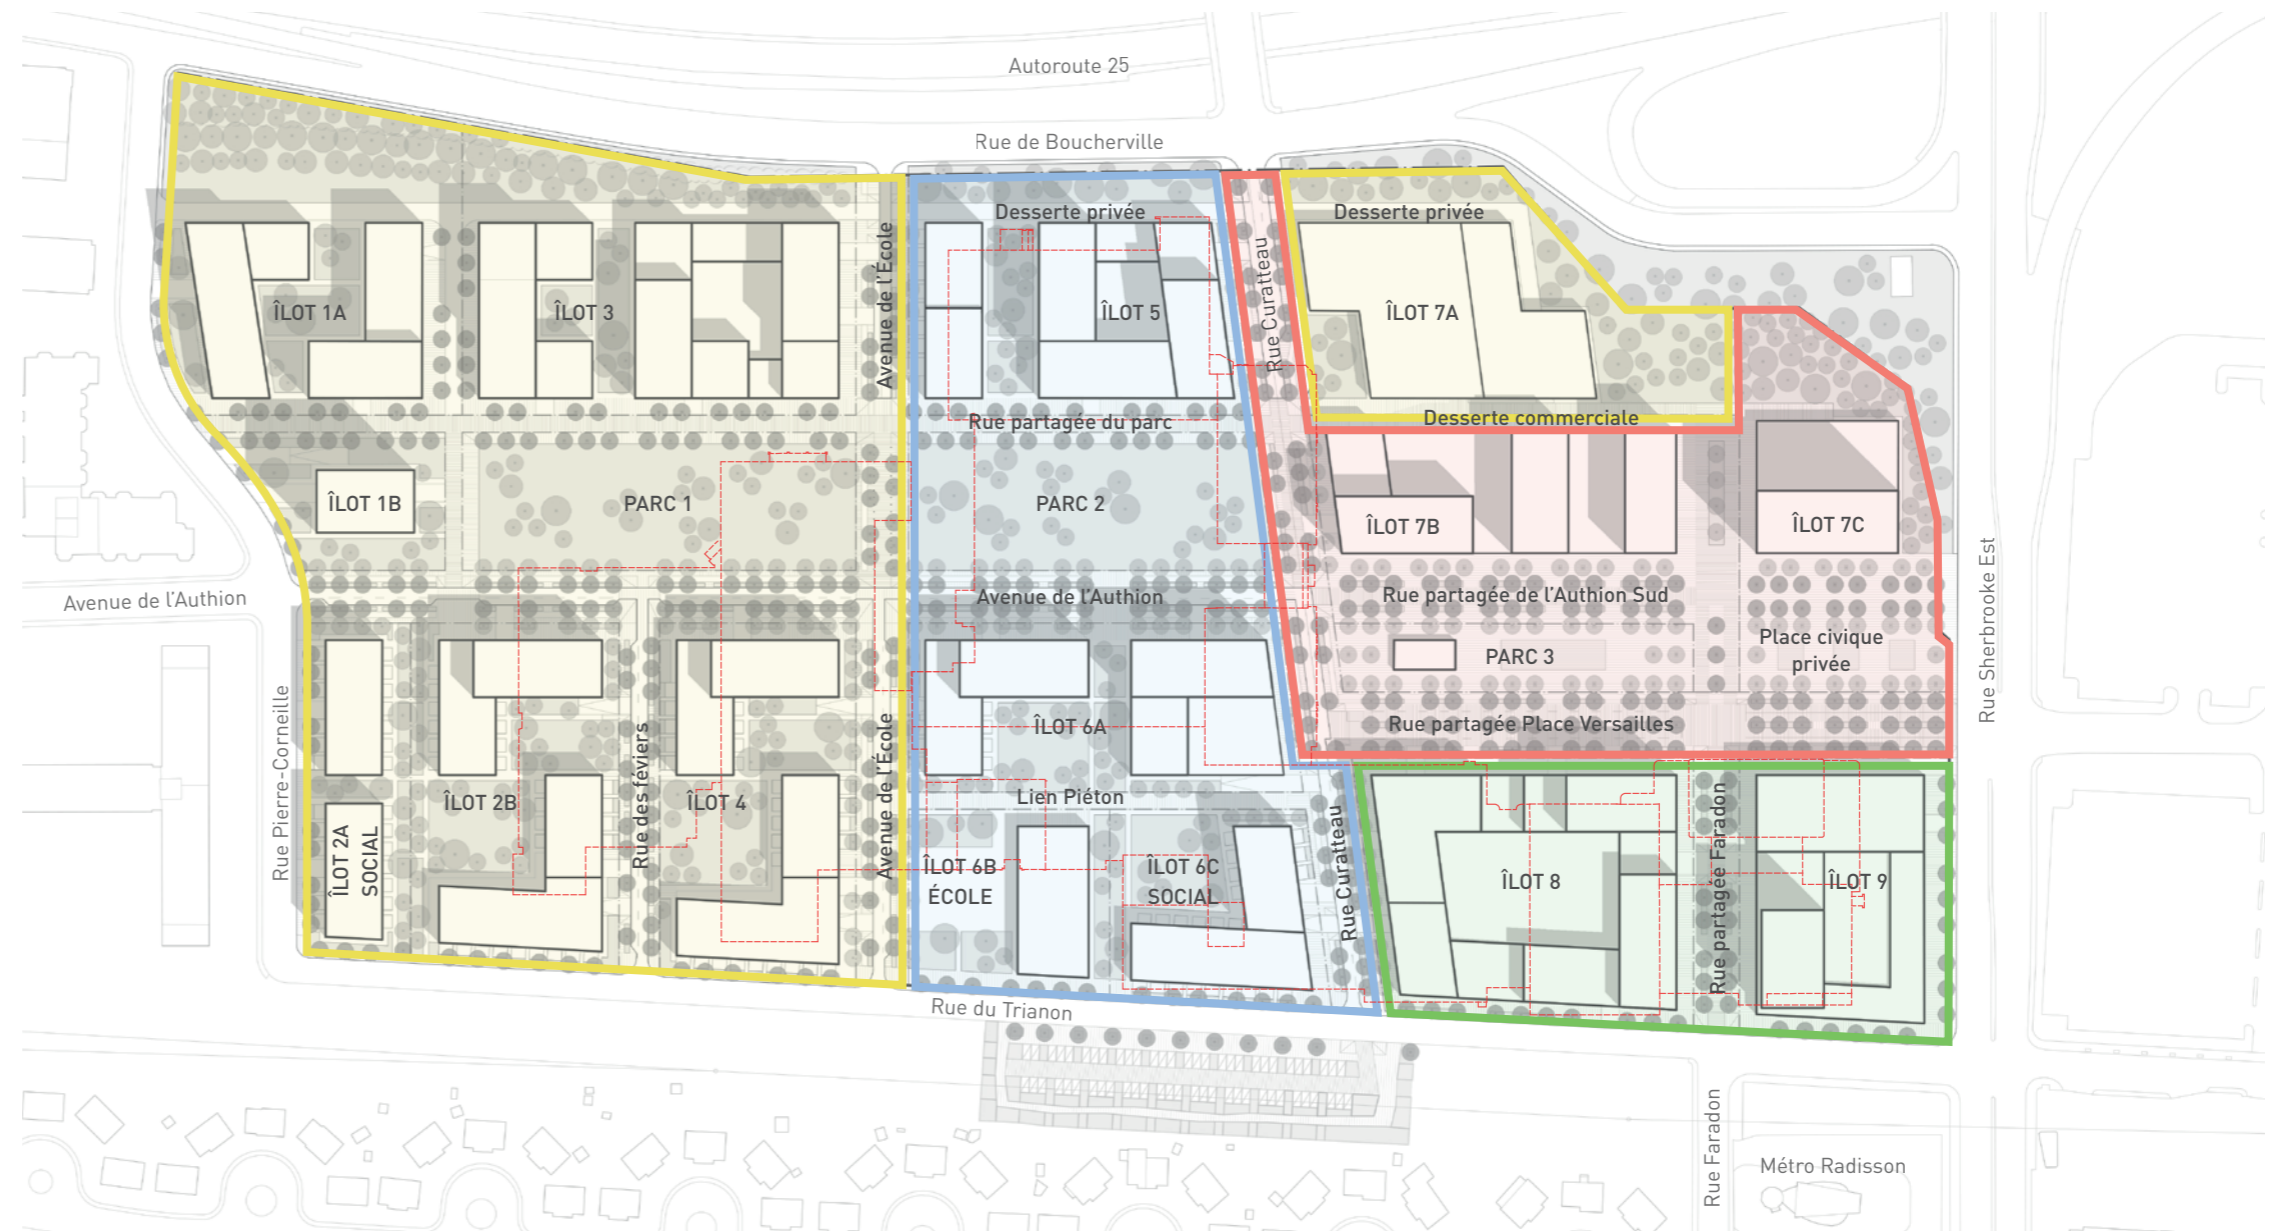 Autoroute 25
Rue de Boucherville
Desserte privée
Desserte privée
Avenue de l'École
Rue Curatteau
ÎLOT 1A
ÎLOT 3
ÎLOT 5
ÎLOT 7A
Rue partagée du parc
Desserte commerciale
ÎLOT 1B
PARC 1
PARC 2
ÎLOT 7B
ÎLOT 7C
Avenue de l'Authion
Avenue de l'Authion
Rue partagée de l'Authion Sud
Place civique
privée
PARC 3
Rue Sherbrooke Est
Rue partagée Place Versailles
ÎLOT 6A
Rue Pierre-Corneille
Rue des féviers
Avenue de l'École
Lien Piéton
ÎLOT 2A
SOCIAL
ÎLOT 2B
ÎLOT 4
ÎLOT 6B
ÉCOLE
ÎLOT 6C
SOCIAL
Rue Curatteau
ÎLOT 8
Rue partagée Faradon
ÎLOT 9
Rue du Trianon
Rue Faradon
Métro Radisson